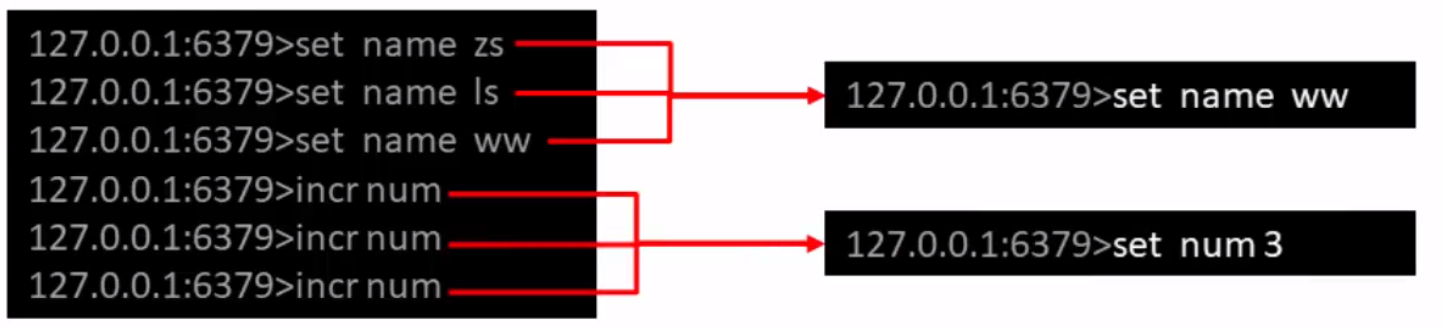 127.0.0.1:6379>set name zs
127.0.0.1:6379>set name ls
127.0.0.1:6379>set name ww
127.0.0.1:6379>incr num
127.0.0.1:6379>incr num
127.0.0.1:6379>incr num
127.0.0.1:6379>set name ww
127.0.0.1:6379>set num 3